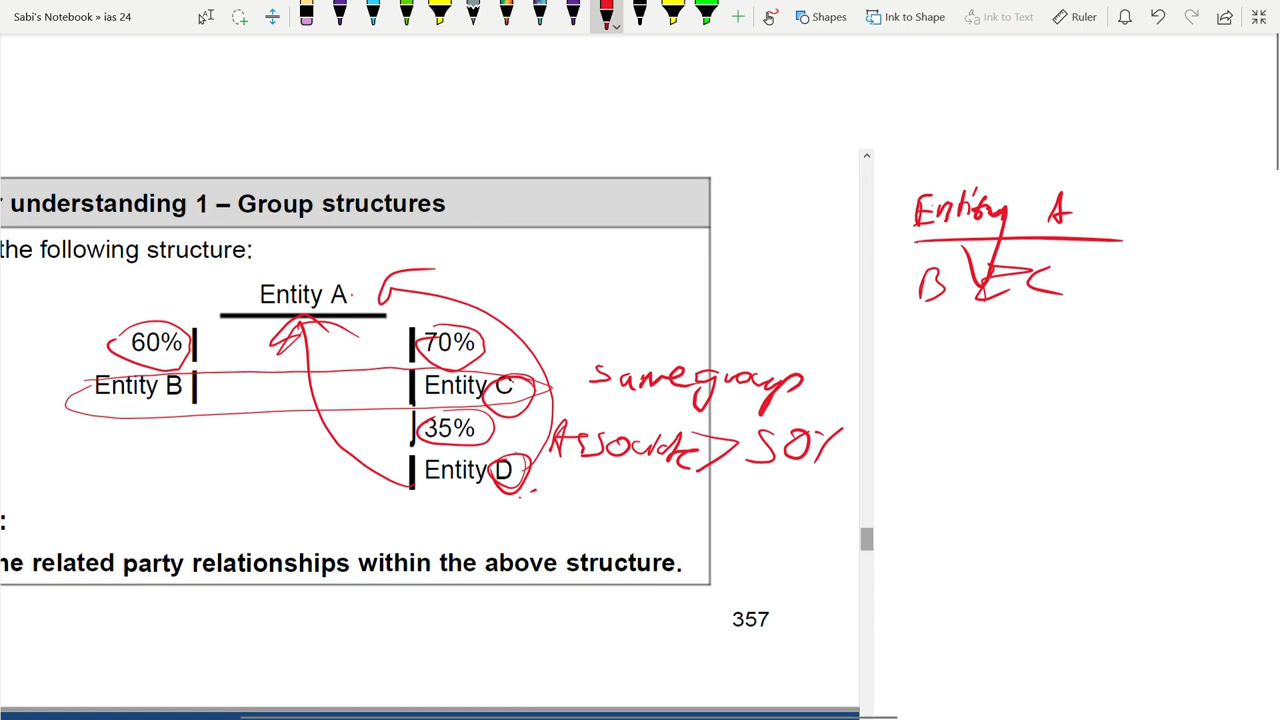 Sabi's Notebook » ias 24
Shapes
Ink to Shape
Ink to Text
Ruler
r understanding 1 – Group structures
the following structure:
Entity A
60%
70%
Entity B
Entity C
35%
Entity D
:
he related party relationships within the above structure.
357
same group
Associate > 50%
Entity A
B
C